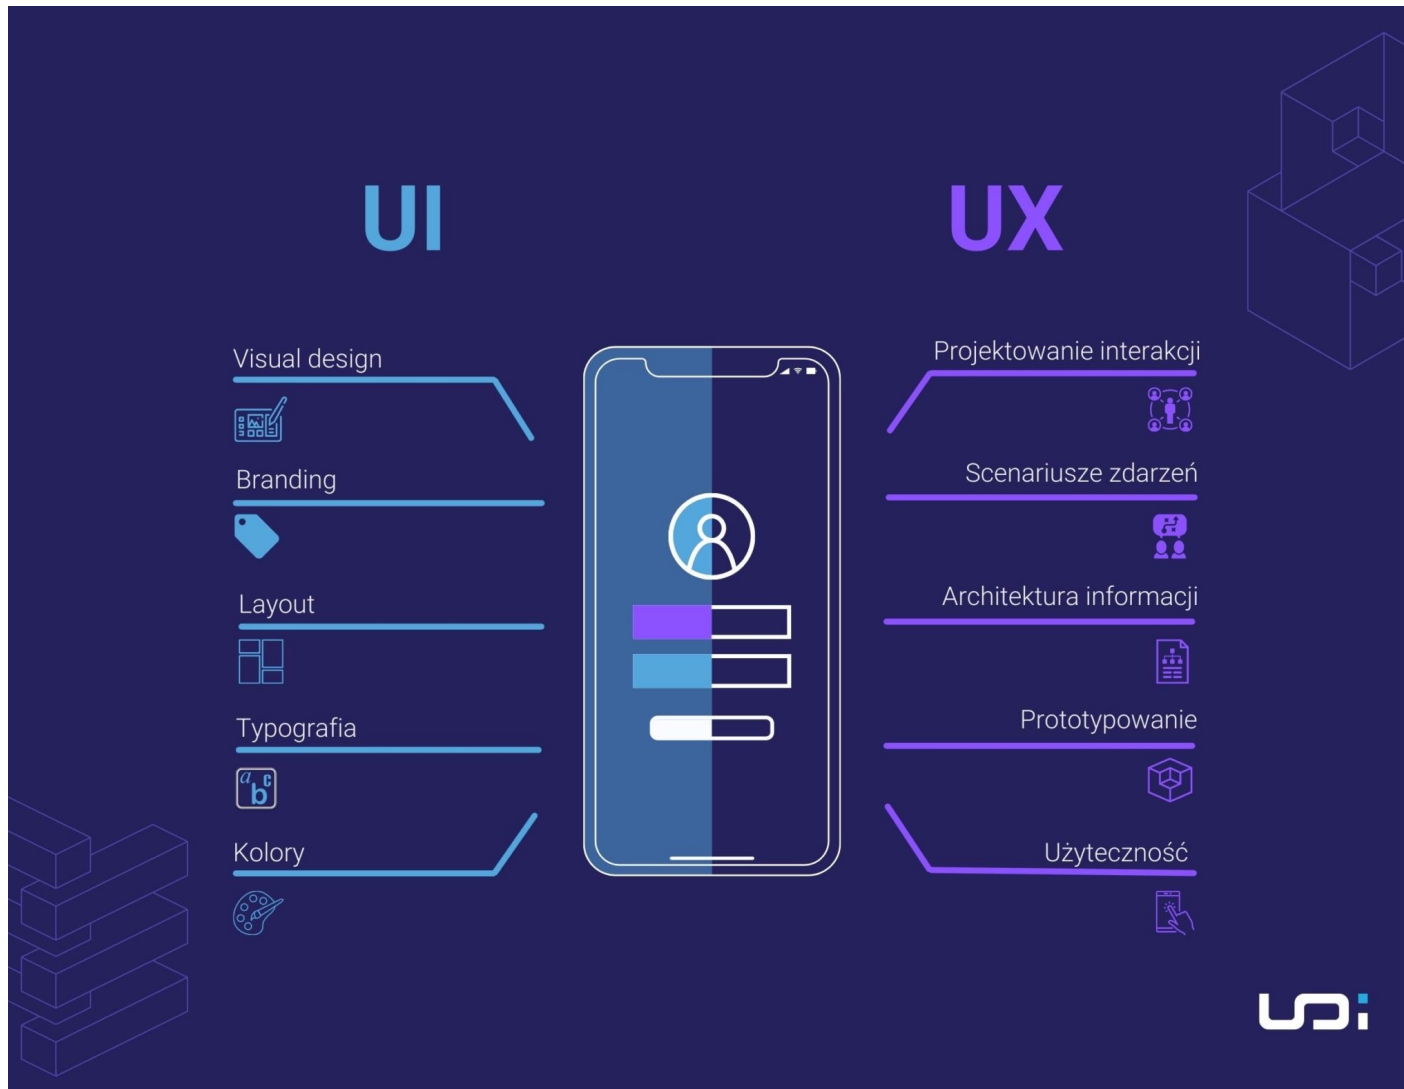 UI
Visual design
Branding
Layout
Typografia
a
b
c
Kolory
UX
Projektowanie interakcji
Scenariusze zdarzeń
Architektura informacji
Prototypowanie
Użyteczność